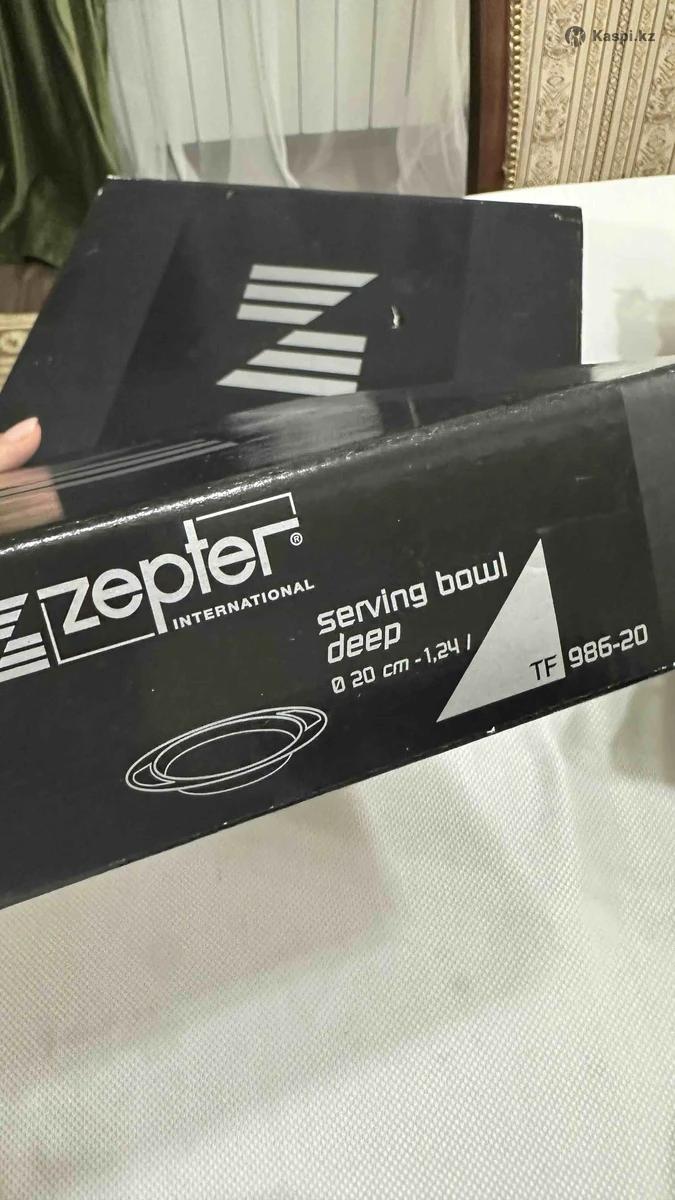 Kaspi.kz
zepter®
INTERNATIONAL
serving bowl
deep
Ø 20 cm - 1,24 l
TF 986-20